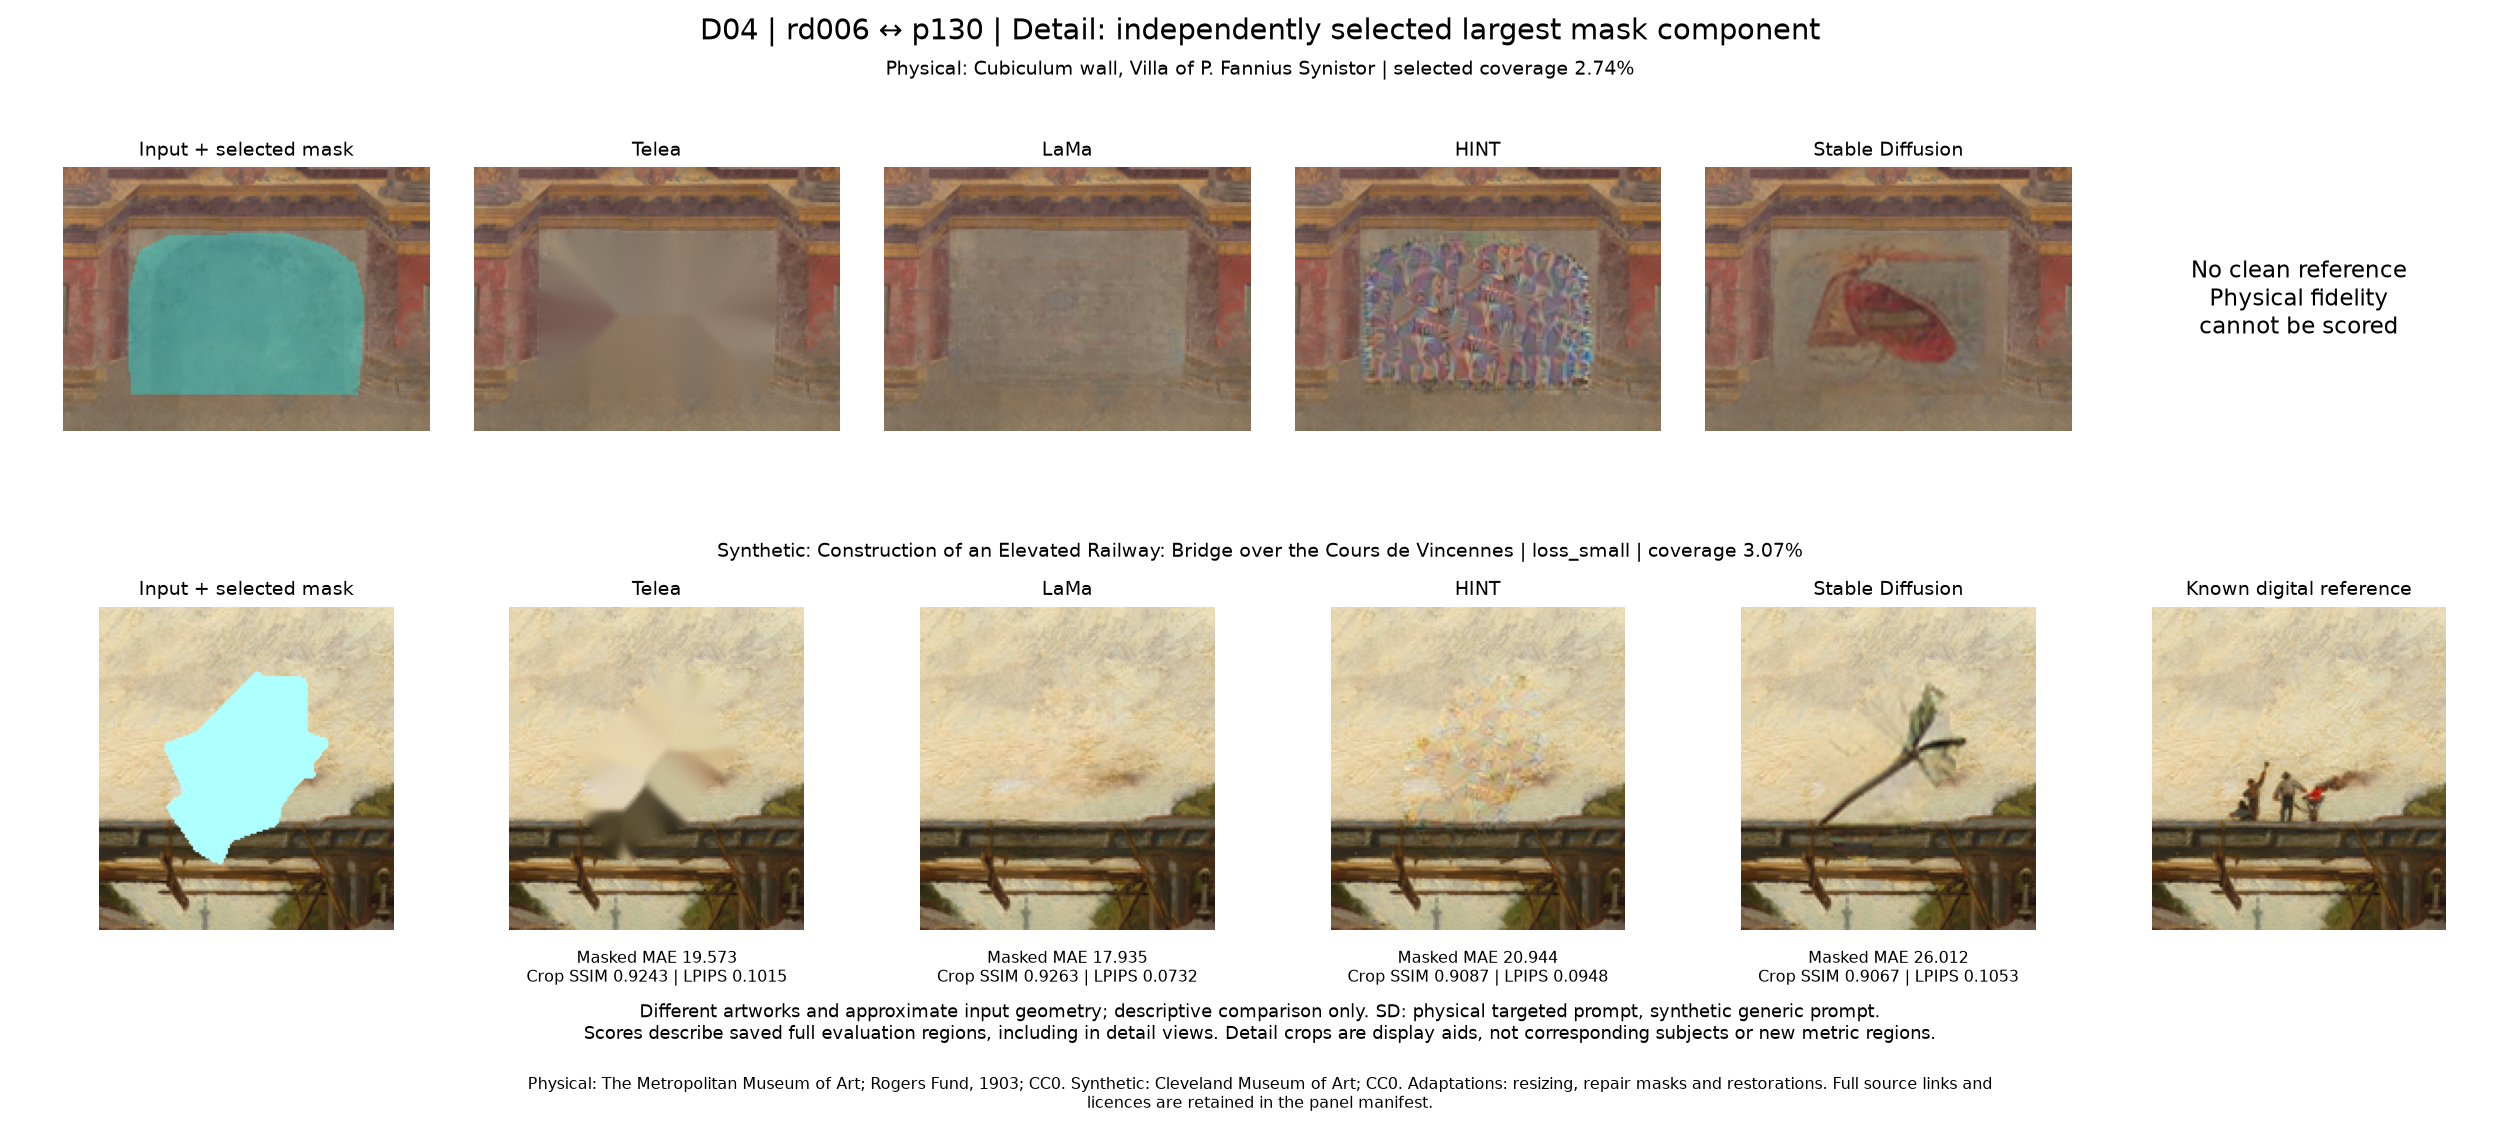 D04 | rd006 ↔ p130 | Detail: independently selected largest mask component
Physical: Cubiculum wall, Villa of P. Fannius Synistor | selected coverage 2.74%
Input + selected mask
Telea
LaMa
HINT
Stable Diffusion
No clean reference
Physical fidelity
cannot be scored
Synthetic: Construction of an Elevated Railway: Bridge over the Cours de Vincennes | loss_small | coverage 3.07%
Input + selected mask
Telea
LaMa
HINT
Stable Diffusion
Known digital reference
Masked MAE 19.573
Crop SSIM 0.9243 | LPIPS 0.1015
Masked MAE 17.935
Crop SSIM 0.9263 | LPIPS 0.0732
Masked MAE 20.944
Crop SSIM 0.9087 | LPIPS 0.0948
Masked MAE 26.012
Crop SSIM 0.9067 | LPIPS 0.1053
Different artworks and approximate input geometry; descriptive comparison only. SD: physical targeted prompt, synthetic generic prompt.
Scores describe saved full evaluation regions, including in detail views. Detail crops are display aids, not corresponding subjects or new metric regions.
Physical: The Metropolitan Museum of Art; Rogers Fund, 1903; CC0. Synthetic: Cleveland Museum of Art; CC0. Adaptations: resizing, repair masks and restorations. Full source links and
licences are retained in the panel manifest.